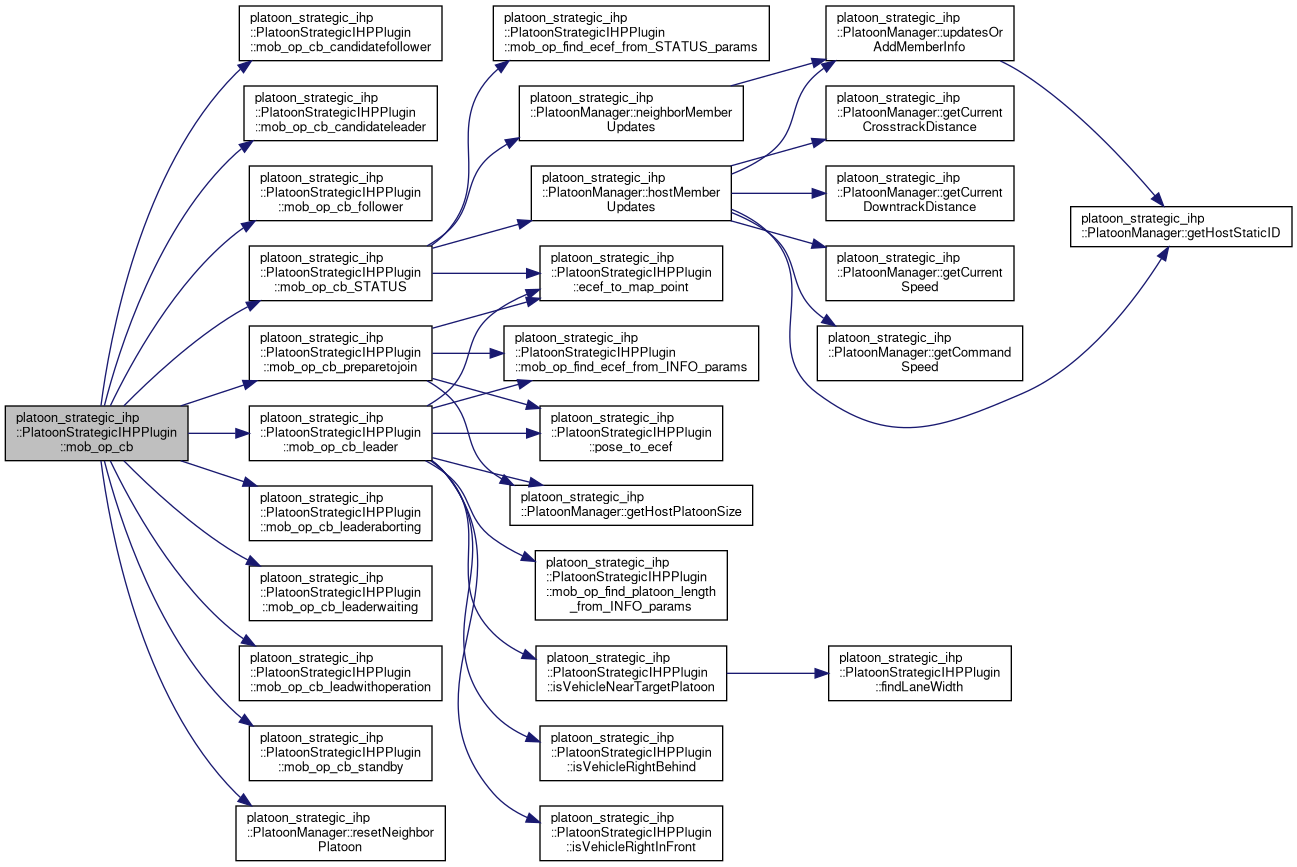 platoon_strategic_ihp
::PlatoonStrategicIHPPlugin
::mob_op_cb
platoon_strategic_ihp
::PlatoonStrategicIHPPlugin
::mob_op_cb_candidatefollower
platoon_strategic_ihp
::PlatoonStrategicIHPPlugin
::mob_op_cb_candidateleader
platoon_strategic_ihp
::PlatoonStrategicIHPPlugin
::mob_op_cb_follower
platoon_strategic_ihp
::PlatoonStrategicIHPPlugin
::mob_op_cb_STATUS
platoon_strategic_ihp
::PlatoonStrategicIHPPlugin
::mob_op_cb_preparetojoin
platoon_strategic_ihp
::PlatoonStrategicIHPPlugin
::mob_op_cb_leader
platoon_strategic_ihp
::PlatoonStrategicIHPPlugin
::mob_op_cb_leaderaborting
platoon_strategic_ihp
::PlatoonStrategicIHPPlugin
::mob_op_cb_leaderwaiting
platoon_strategic_ihp
::PlatoonStrategicIHPPlugin
::mob_op_cb_leadwithoperation
platoon_strategic_ihp
::PlatoonStrategicIHPPlugin
::mob_op_cb_standby
platoon_strategic_ihp
::PlatoonManager::resetNeighbor
Platoon
platoon_strategic_ihp
::PlatoonStrategicIHPPlugin
::mob_op_find_ecef_from_STATUS_params
platoon_strategic_ihp
::PlatoonManager::neighborMember
Updates
platoon_strategic_ihp
::PlatoonManager::hostMember
Updates
platoon_strategic_ihp
::PlatoonStrategicIHPPlugin
::ecef_to_map_point
platoon_strategic_ihp
::PlatoonStrategicIHPPlugin
::mob_op_find_ecef_from_INFO_params
platoon_strategic_ihp
::PlatoonStrategicIHPPlugin
::pose_to_ecef
platoon_strategic_ihp
::PlatoonManager::getHostPlatoonSize
platoon_strategic_ihp
::PlatoonStrategicIHPPlugin
::mob_op_find_platoon_length
_from_INFO_params
platoon_strategic_ihp
::PlatoonStrategicIHPPlugin
::isVehicleNearTargetPlatoon
platoon_strategic_ihp
::PlatoonStrategicIHPPlugin
::isVehicleRightBehind
platoon_strategic_ihp
::PlatoonStrategicIHPPlugin
::isVehicleRightInFront
platoon_strategic_ihp
::PlatoonManager::updatesOr
AddMemberInfo
platoon_strategic_ihp
::PlatoonManager::getCurrent
CrosstrackDistance
platoon_strategic_ihp
::PlatoonManager::getCurrent
DowntrackDistance
platoon_strategic_ihp
::PlatoonManager::getCurrent
Speed
platoon_strategic_ihp
::PlatoonManager::getCommand
Speed
platoon_strategic_ihp
::PlatoonStrategicIHPPlugin
::findLaneWidth
platoon_strategic_ihp
::PlatoonManager::getHostStaticID